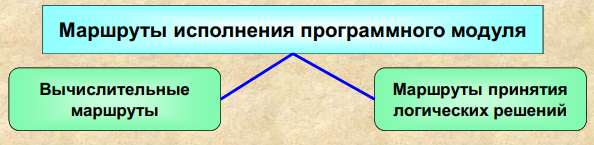 Маршруты исполнения программного модуля
Вычислительные
маршруты
Маршруты принятия
логических решений